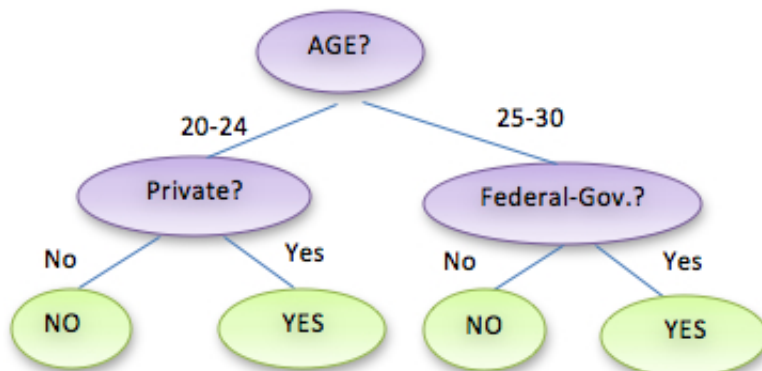 AGE?
20-24
25-30
Private?
Federal-Gov.?
No
Yes
No
Yes
NO
YES
NO
YES